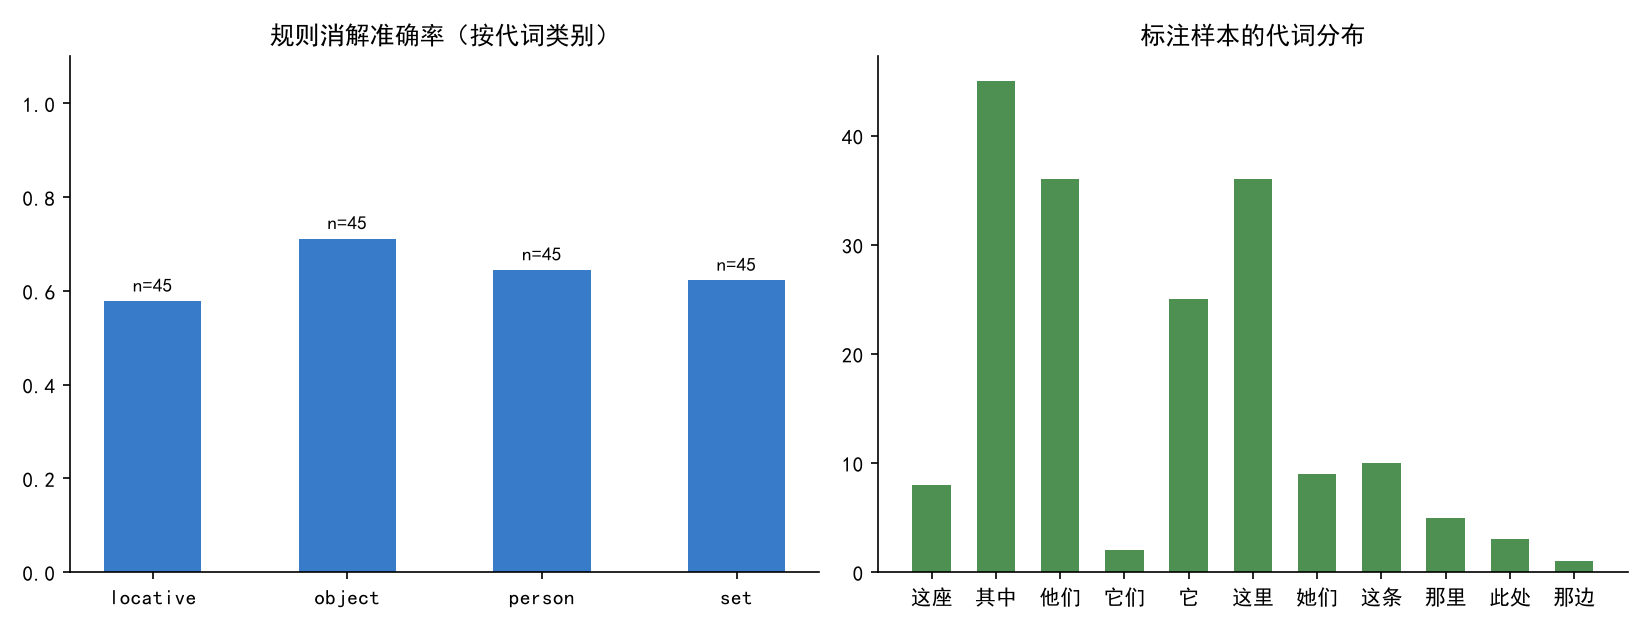 规则消解准确率（按代词类别）
1.0
0.8
0.6
0.4
0.2
0.0
n=45
n=45
n=45
n=45
locative
object
person
set
标注样本的代词分布
40
30
20
10
0
这座
其中
他们
它们
它
这里
她们
这条
那里
此处
那边